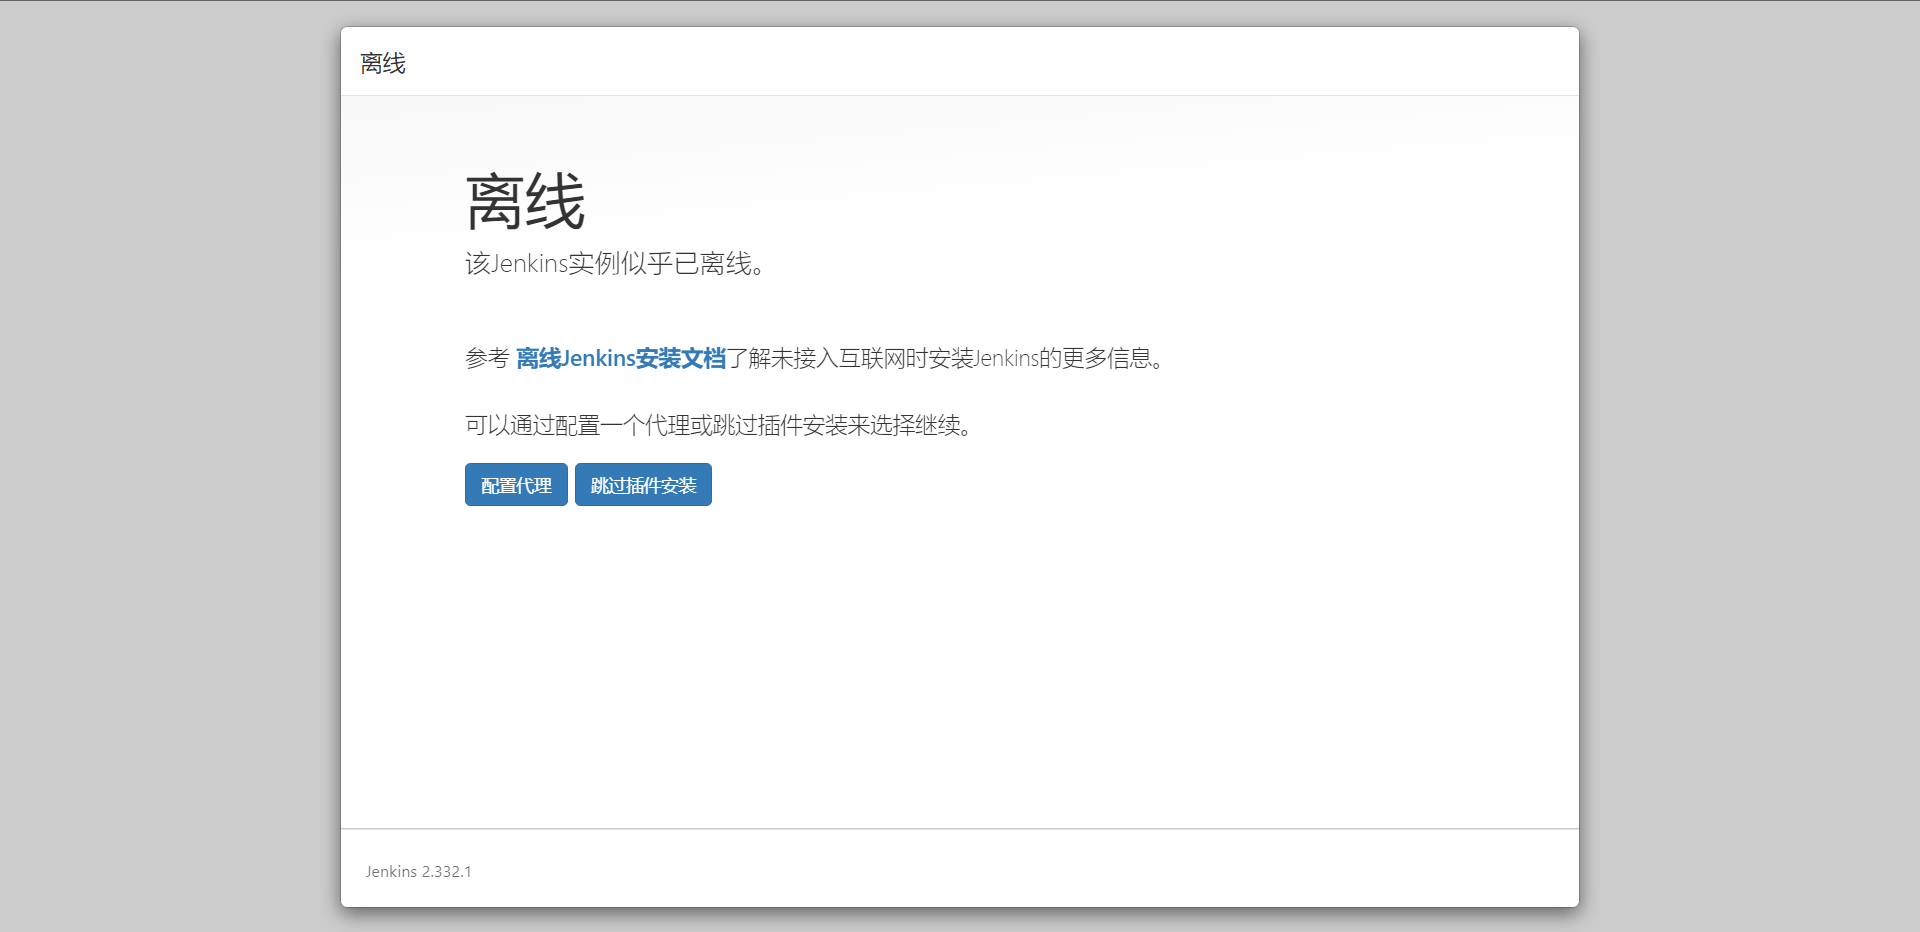 离线
离线
该Jenkins实例似乎已离线。
参考 离线Jenkins安装文档了解未接入互联网时安装Jenkins的更多信息。
可以通过配置一个代理或跳过插件安装来选择继续。
配置代理 跳过插件安装
Jenkins 2.332.1